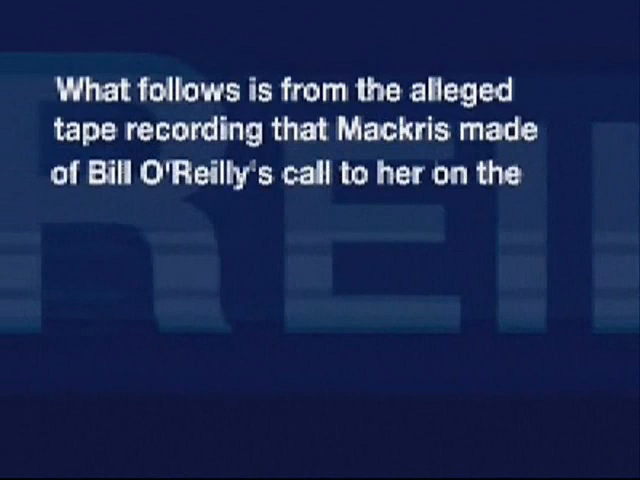 What follows is from the alleged
tape recording that Mackris made
of Bill O'Reilly's call to her on the
REI